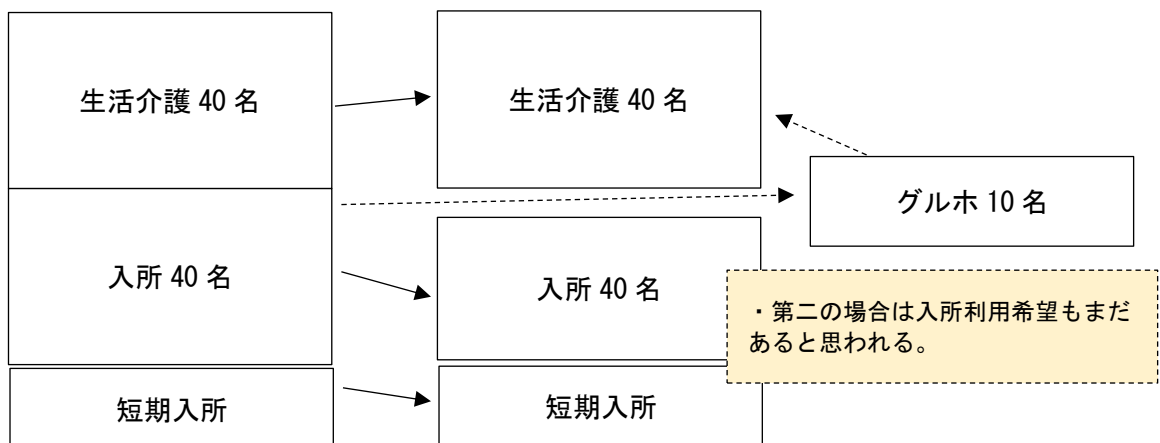 生活介護 40 名
生活介護 40 名
グルホ 10 名
入所 40 名
入所 40 名
・第二の場合は入所利用希望もまだ
あると思われる。
短期入所
短期入所